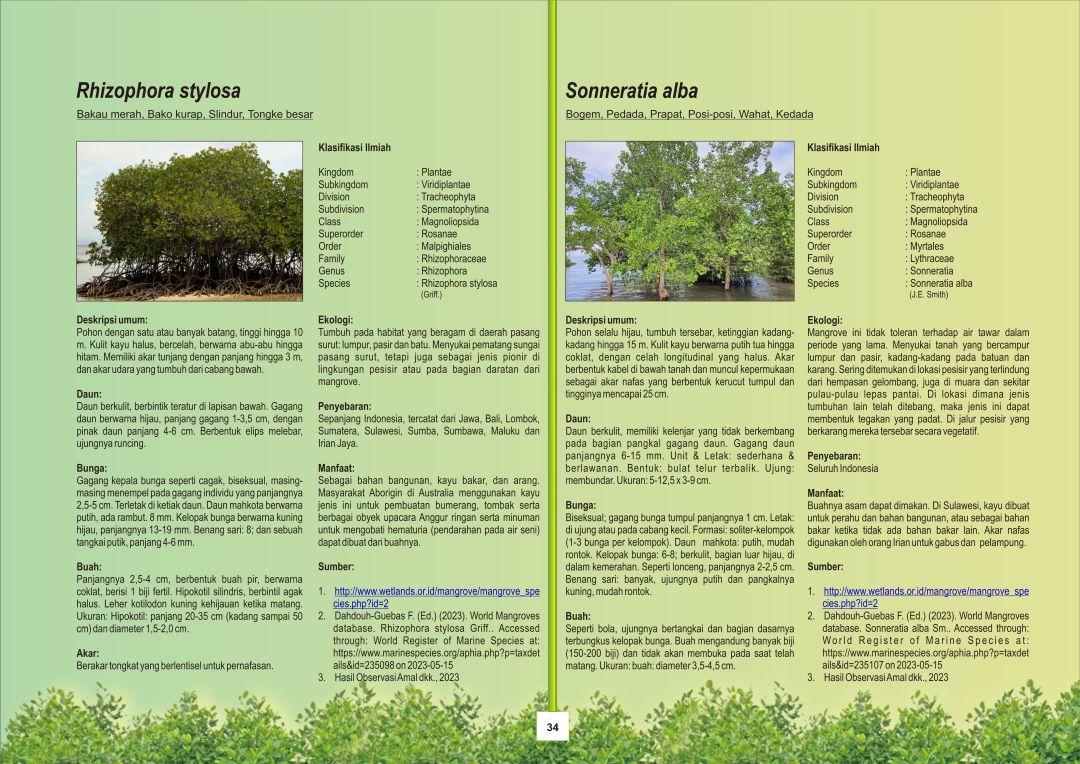 Rhizophora stylosa
Bakau merah, Bako kurap, Slindur, Tongke besar
Klasifikasi Ilmiah
Kingdom : Plantae
Subkingdom : Viridiplantae
Division : Tracheophyta
Subdivision : Spermatophytina
Class : Magnoliopsida
Superorder : Rosanae
Order : Malpighiales
Family : Rhizophoraceae
Genus : Rhizophora
Species : Rhizophora stylosa
(Griff.)
Deskripsi umum:
Pohon dengan satu atau banyak batang, tinggi hingga 10
m. Kulit kayu halus, bercelah, berwarna abu-abu hingga
hitam. Memiliki akar tunjang dengan panjang hingga 3 m,
dan akar udara yang tumbuh dari cabang bawah.
Daun:
Daun berkulit, berbintik teratur di lapisan bawah. Gagang
daun berwarna hijau, panjang gagang 1-3,5 cm, dengan
pinak daun panjang 4-6 cm. Berbentuk elips melebar,
ujungnya runcing.
Bunga:
Gagang kepala bunga seperti cagak, biseksual, masing-
masing menempel pada gagang individu yang panjangnya
2,5-5 cm. Terletak di ketiak daun. Daun mahkota berwarna
putih, ada rambut. 8 mm. Kelopak bunga berwarna kuning
hijau, panjangnya 13-19 mm. Benang sari: 8; dan sebuah
tangkai putik, panjang 4-6 mm.
Buah:
Panjangnya 2,5-4 cm, berbentuk buah pir, berwarna
coklat, berisi 1 biji fertil. Hipokotil silindris, berbintil agak
halus. Leher kotilodon kuning kehijauan ketika matang.
Ukuran: Hipokotil: panjang 20-35 cm (kadang sampai 50
cm) dan diameter 1,5-2,0 cm.
Akar:
Berakar tongkat yang berlentisel untuk pernafasan.
Ekologi:
Tumbuh pada habitat yang beragam di daerah pasang
surut: lumpur, pasir dan batu. Menyukai pematang sungai
pasang surut, tetapi juga sebagai jenis pionir di
lingkungan pesisir atau pada bagian daratan dari
mangrove.
Penyebaran:
Sepanjang Indonesia, tercatat dari Jawa, Bali, Lombok,
Sumatera, Sulawesi, Sumba, Sumbawa, Maluku dan
Irian Jaya.
Manfaat:
Sebagai bahan bangunan, kayu bakar, dan arang.
Masyarakat Aborigin di Australia menggunakan kayu
jenis ini untuk pembuatan bumerang, tombak serta
berbagai obyek upacara Anggur ringan serta minuman
untuk mengobati hematuria (pendarahan pada air seni)
dapat dibuat dari buahnya.
Sumber:
1. http://www.wetlands.or.id/mangrove/mangrove_spe
cies.php?id=2
2. Dahdouh-Guebas F. (Ed.) (2023). World Mangroves
database. Rhizophora stylosa Griff.. Accessed
through: World Register of Marine Species at:
https://www.marinespecies.org/aphia.php?p=taxdet
ails&id=235098 on 2023-05-15
3. Hasil Observasi Amal dkk., 2023
Sonneratia alba
Bogem, Pedada, Prapat, Posi-posi, Wahat, Kedada
Klasifikasi Ilmiah
Kingdom : Plantae
Subkingdom : Viridiplantae
Division : Tracheophyta
Subdivision : Spermatophytina
Class : Magnoliopsida
Superorder : Rosanae
Order : Myrtales
Family : Lythraceae
Genus : Sonneratia
Species : Sonneratia alba
(J.E. Smith)
Deskripsi umum:
Pohon selalu hijau, tumbuh tersebar, ketinggian kadang-
kadang hingga 15 m. Kulit kayu berwarna putih tua hingga
coklat, dengan celah longitudinal yang halus. Akar
berbentuk kabel di bawah tanah dan muncul kepermukaan
sebagai akar nafas yang berbentuk kerucut tumpul dan
tingginya mencapai 25 cm.
Daun:
Daun berkulit, memiliki kelenjar yang tidak berkembang
pada bagian pangkal gagang daun. Gagang daun
panjangnya 6-15 mm. Unit & Letak: sederhana &
berlawanan. Bentuk: bulat telur terbalik. Ujung:
membundar. Ukuran: 5-12,5 x 3-9 cm.
Bunga:
Biseksual; gagang bunga tumpul panjangnya 1 cm. Letak:
di ujung atau pada cabang kecil. Formasi: soliter-kelompok
(1-3 bunga per kelompok). Daun mahkota: putih, mudah
rontok. Kelopak bunga: 6-8; berkulit, bagian luar hijau, di
dalam kemerahan. Seperti lonceng, panjangnya 2-2,5 cm.
Benang sari: banyak, ujungnya putih dan pangkalnya
kuning, mudah rontok.
Buah:
Seperti bola, ujungnya bertangkai dan bagian dasarnya
terbungkus kelopak bunga. Buah mengandung banyak biji
(150-200 biji) dan tidak akan membuka pada saat telah
matang. Ukuran: buah: diameter 3,5-4,5 cm.
Ekologi:
Mangrove ini tidak toleran terhadap air tawar dalam
periode yang lama. Menyukai tanah yang bercampur
lumpur dan pasir, kadang-kadang pada batuan dan
karang. Sering ditemukan di lokasi pesisir yang terlindung
dari hempasan gelombang, juga di muara dan sekitar
pulau-pulau lepas pantai. Di lokasi dimana jenis
tumbuhan lain telah ditebang, maka jenis ini dapat
membentuk tegakan yang padat. Di jalur pesisir yang
berkarang mereka tersebar secara vegetatif.
Penyebaran:
Seluruh Indonesia
Manfaat:
Buahnya asam dapat dimakan. Di Sulawesi, kayu dibuat
untuk perahu dan bahan bangunan, atau sebagai bahan
bakar ketika tidak ada bahan bakar lain. Akar nafas
digunakan oleh orang Irian untuk gabus dan pelampung.
Sumber:
1. http://www.wetlands.or.id/mangrove/mangrove_spe
cies.php?id=2
2. Dahdouh-Guebas F. (Ed.) (2023). World Mangroves
database. Sonneratia alba Sm.. Accessed through:
World Register of Marine Species at:
https://www.marinespecies.org/aphia.php?p=taxdet
ails&id=235107 on 2023-05-15
3. Hasil Observasi Amal dkk., 2023
34